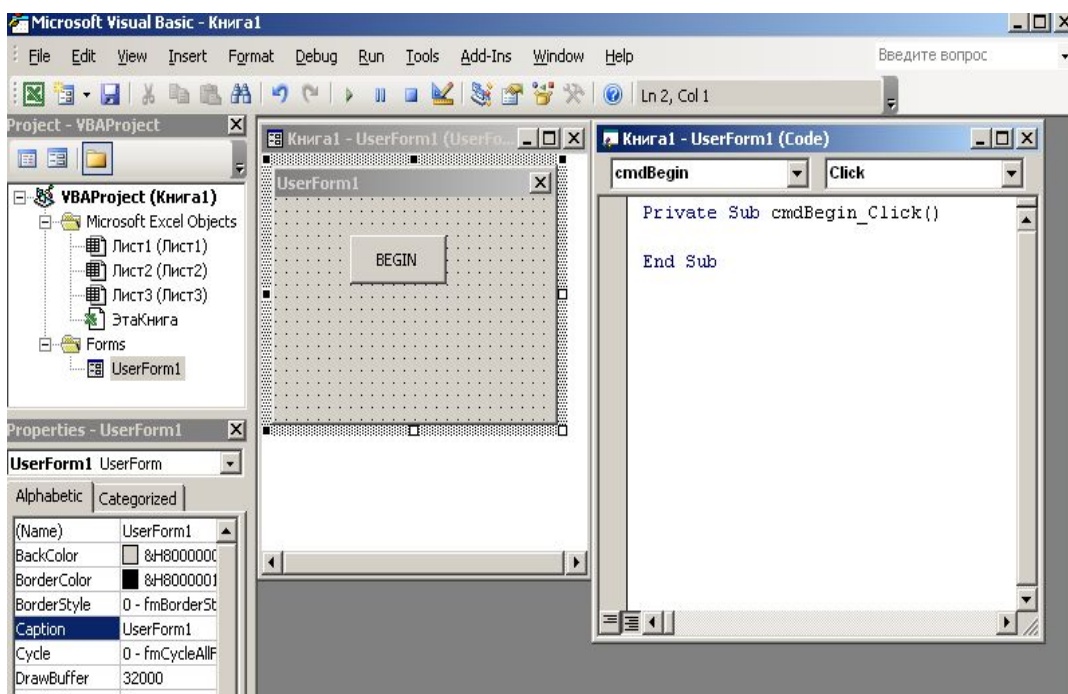 Microsoft Visual Basic - Книга1
File Edit View Insert Format Debug Run Tools Add-Ins Window Help
Введите вопрос
Ln 2, Col 1
Project - VBAProject
VBAProject (Книга1)
Microsoft Excel Objects
Лист1 (Лист1)
Лист2 (Лист2)
Лист3 (Лист3)
ЭтаКнига
Forms
UserForm1
Properties - UserForm1
UserForm1 UserForm
Alphabetic Categorized
(Name) UserForm1
BackColor &H8000000
BorderColor &H8000001
BorderStyle 0 - fmBorderSt
Caption UserForm1
Cycle 0 - fmCycleAllF
DrawBuffer 32000
Книга1 - UserForm1 (UserFo...
UserForm1
BEGIN
Книга1 - UserForm1 (Code)
cmdBegin Click
Private Sub cmdBegin_Click()
End Sub